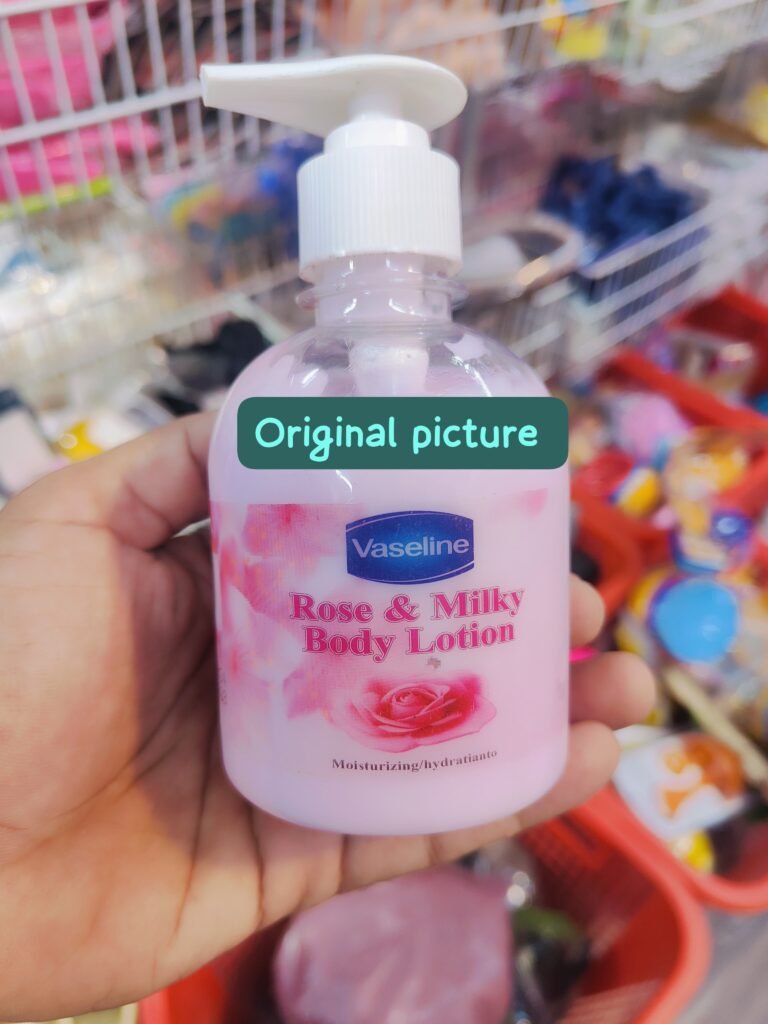 Original picture
Vaseline
Rose & Milky
Body Lotion
Moisturizing/hydratianto